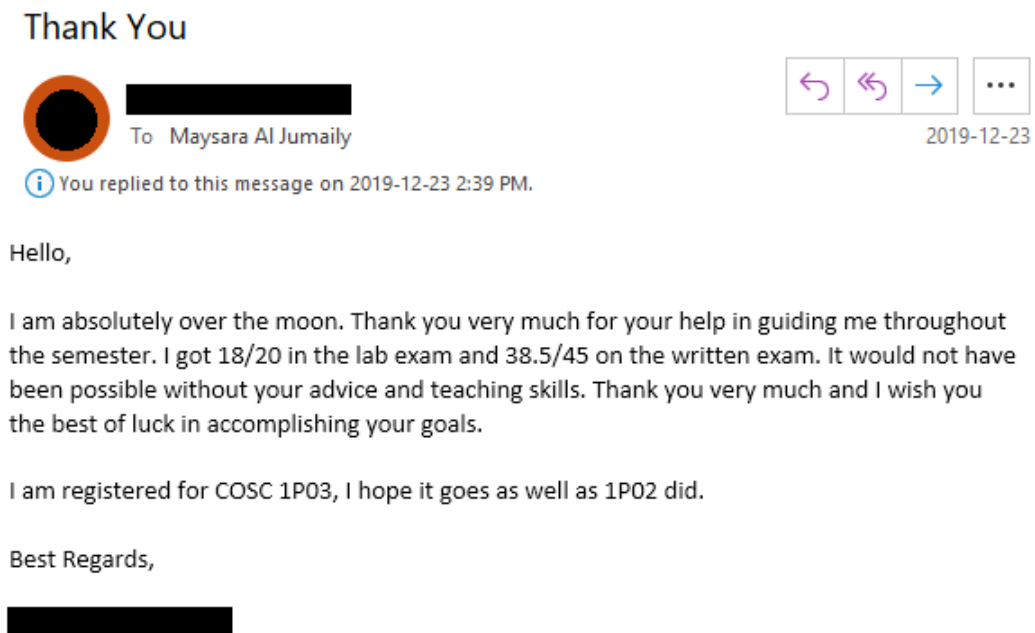 Thank You
To Maysara Al Jumaily
2019-12-23
You replied to this message on 2019-12-23 2:39 PM.
Hello,
I am absolutely over the moon. Thank you very much for your help in guiding me throughout
the semester. I got 18/20 in the lab exam and 38.5/45 on the written exam. It would not have
been possible without your advice and teaching skills. Thank you very much and I wish you
the best of luck in accomplishing your goals.
I am registered for COSC 1P03, I hope it goes as well as 1P02 did.
Best Regards,